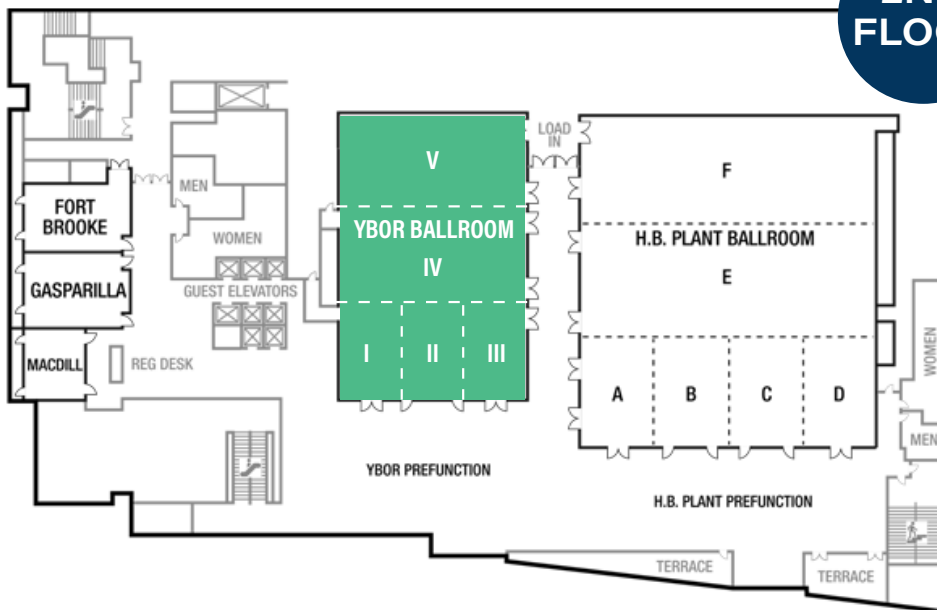 FLOO
LOAD
IN
V
F
MEN
FORT
BROOKE
YBOR BALLROOM
WOMEN
H.B. PLANT BALLROOM
IV
E
GASPARILLA
GUEST ELEVATORS
WOMEN
I
II
III
MACDILL
REG DESK
A
B
C
D
MEN
YBOR PREFUNCTION
H.B. PLANT PREFUNCTION
TERRACE
TERRACE